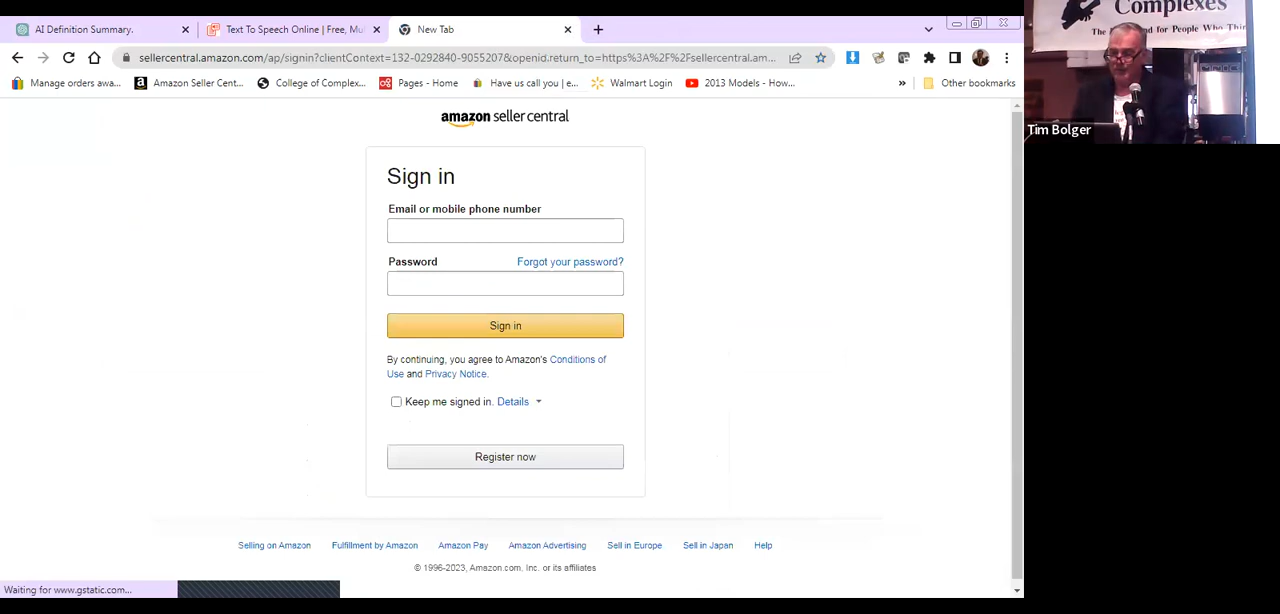 AI Definition Summary.
Text To Speech Online | Free, Mu
New Tab
sellercentral.amazon.com/ap/signin?clientContext=132-0292840-9055207&openid.return_to=https%3A%2F%2Fsellercentral.am...
Manage orders awa...
Amazon Seller Cent...
College of Complex...
Pages - Home
Have us call you | e...
Walmart Login
2013 Models - How...
»
Other bookmarks
amazon seller central
Sign in
Email or mobile phone number
Password
Forgot your password?
Sign in
By continuing, you agree to Amazon's Conditions of
Use and Privacy Notice.
Keep me signed in. Details
Register now
Selling on Amazon
Fulfillment by Amazon
Amazon Pay
Amazon Advertising
Sell in Europe
Sell in Japan
Help
© 1996-2023, Amazon.com, Inc. or its affiliates
Waiting for www.gstatic.com...
Complexes
for People Who Thin
Tim Bolger